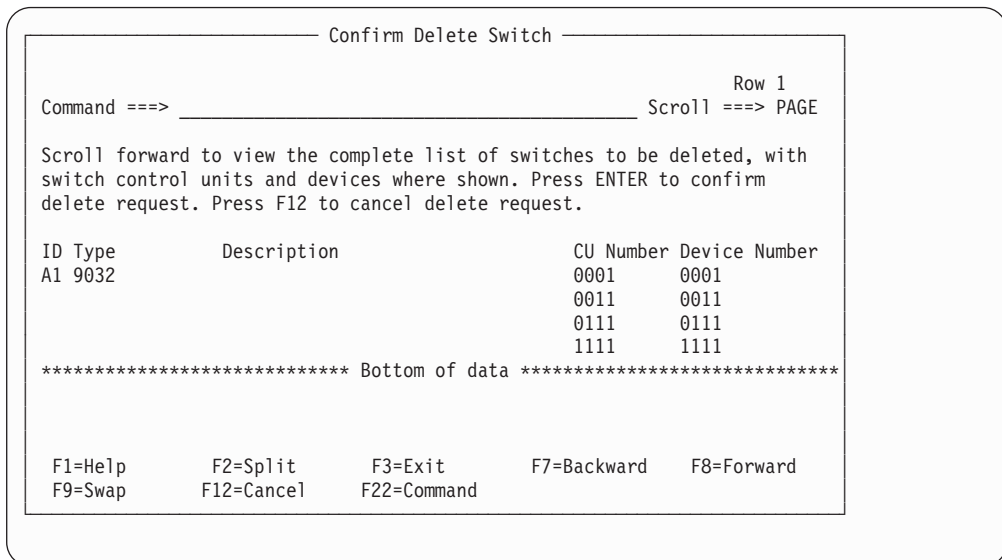 Confirm Delete Switch
Row 1
Command ===> ___________________________________________ Scroll ===> PAGE
Scroll forward to view the complete list of switches to be deleted, with
switch control units and devices where shown. Press ENTER to confirm
delete request. Press F12 to cancel delete request.
ID Type Description CU Number Device Number
A1 9032 0001 0001
0011 0011
0111 0111
1111 1111
***************************** Bottom of data ******************************
F1=Help F2=Split F3=Exit F7=Backward F8=Forward
F9=Swap F12=Cancel F22=Command